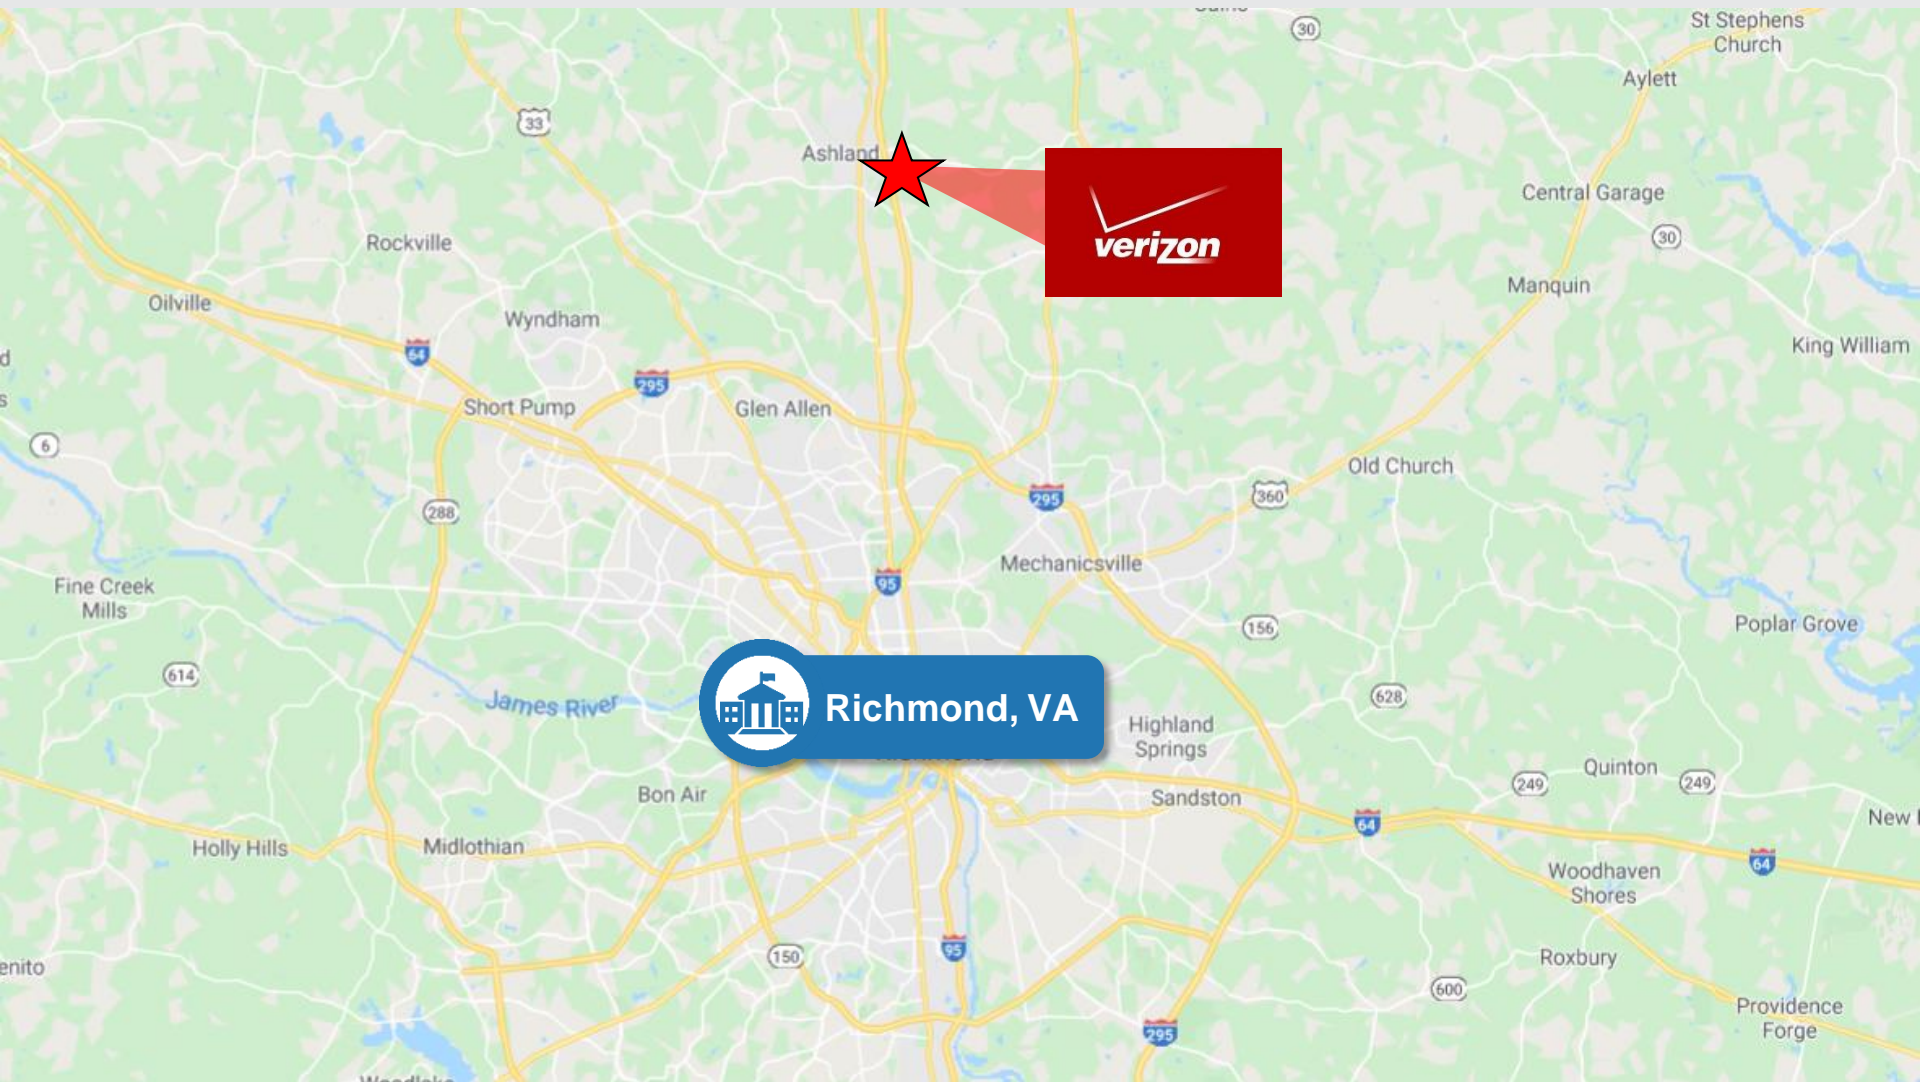 30
St Stephens
Church
Aylett
33
Ashland
verizon
Central Garage
30
Rockville
Manquin
Oilville
Wyndham
King William
64
295
Short Pump
Glen Allen
6
Old Church
360
295
288
Mechanicsville
95
Fine Creek
Mills
156
Poplar Grove
614
James River
628
Richmond, VA
Highland
Springs
Quinton
249
249
Bon Air
Sandston
64
New
Holly Hills
Midlothian
64
Woodhaven
Shores
150
95
Roxbury
enito
600
Providence
Forge
295